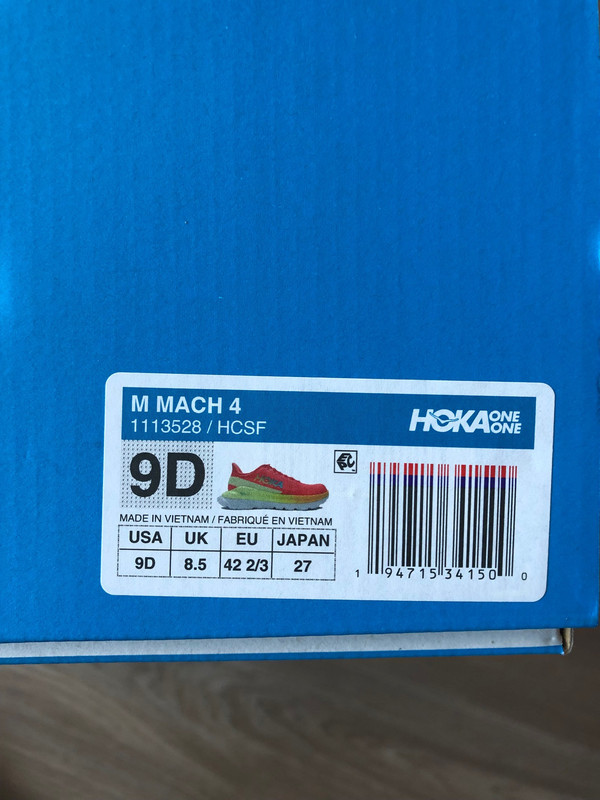 M MACH 4
1113528 / HCSF
HOKA ONE ONE
9D
MADE IN VIETNAM / FABRIQUÉ EN VIETNAM
USA UK EU JAPAN
9D 8.5 42 2/3 27
1 94715 34150 0